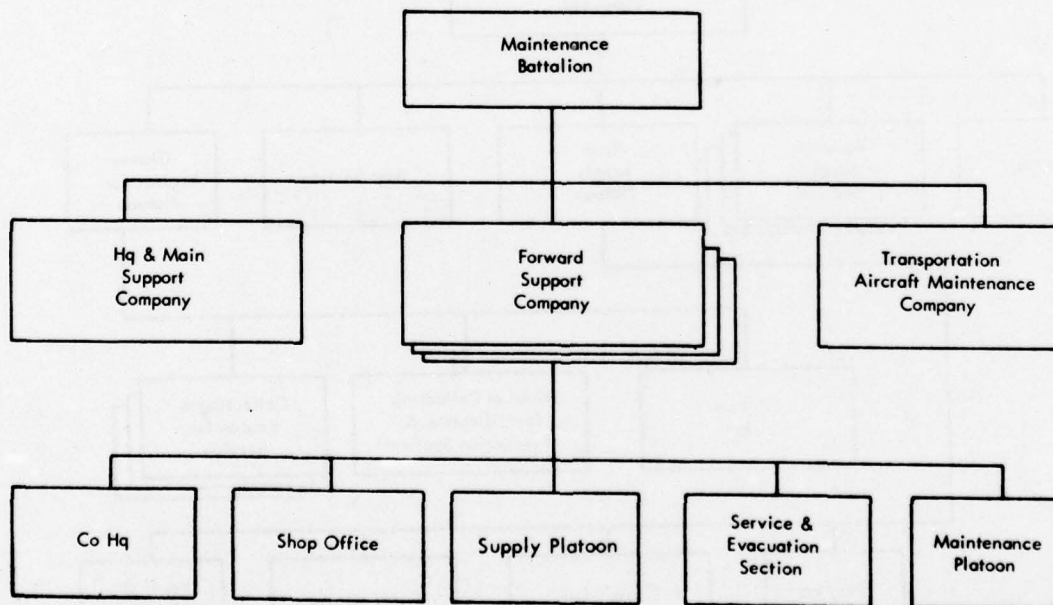 Maintenance
Battalion
Hq & Main
Support
Company
Forward
Support
Company
Transportation
Aircraft Maintenance
Company
Co Hq
Shop Office
Supply Platoon
Service &
Evacuation
Section
Maintenance
Platoon